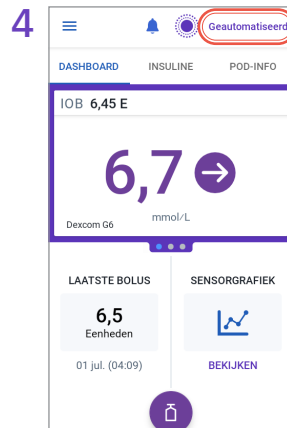 4
Geautomatiseerd
DASHBOARD INSULINE POD-INFO
IOB 6,45 E
6,7
mmol/L
Dexcom G6
LAATSTE BOLUS SENSORGRAFIEK
6,5
Eenheden
01 jul. (04:09) BEKIJKEN